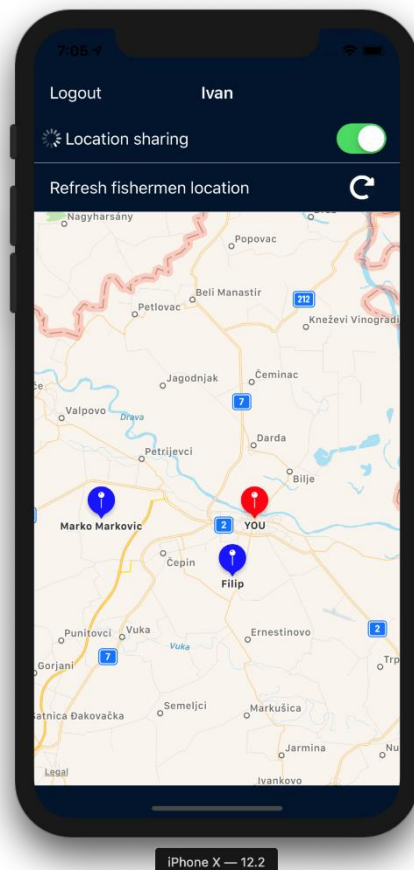 7:05
Logout Ivan
Location sharing
Refresh fishermen location
Nagyharsány
Popovac
Beli Manastir
212
Petlovac
Kneževi Vinogradi
Jagodnjak
Čeminac
7
Valpovo
Drava
Darda
Petrijevci
Bilje
Marko Markovic
2
YOU
Čepin
Filip
Punitovci
Vuka
Ernestinovo
2
Vuka
7
Gorjani
Trp
Semeljci
Markušica
Satnica Đakovačka
Jarmina
Nu
Legal
Ivankovo
iPhone X — 12.2